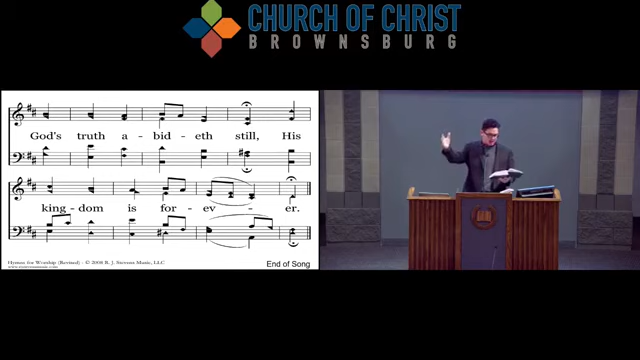 CHURCH OF CHRIST
BROWNSBURG
God's truth a - bid - eth still, His
king - dom is for - ev - er.
Hymns for Worship (Revised) - © 2008 R. J. Stevens Music, LLC
End of Song